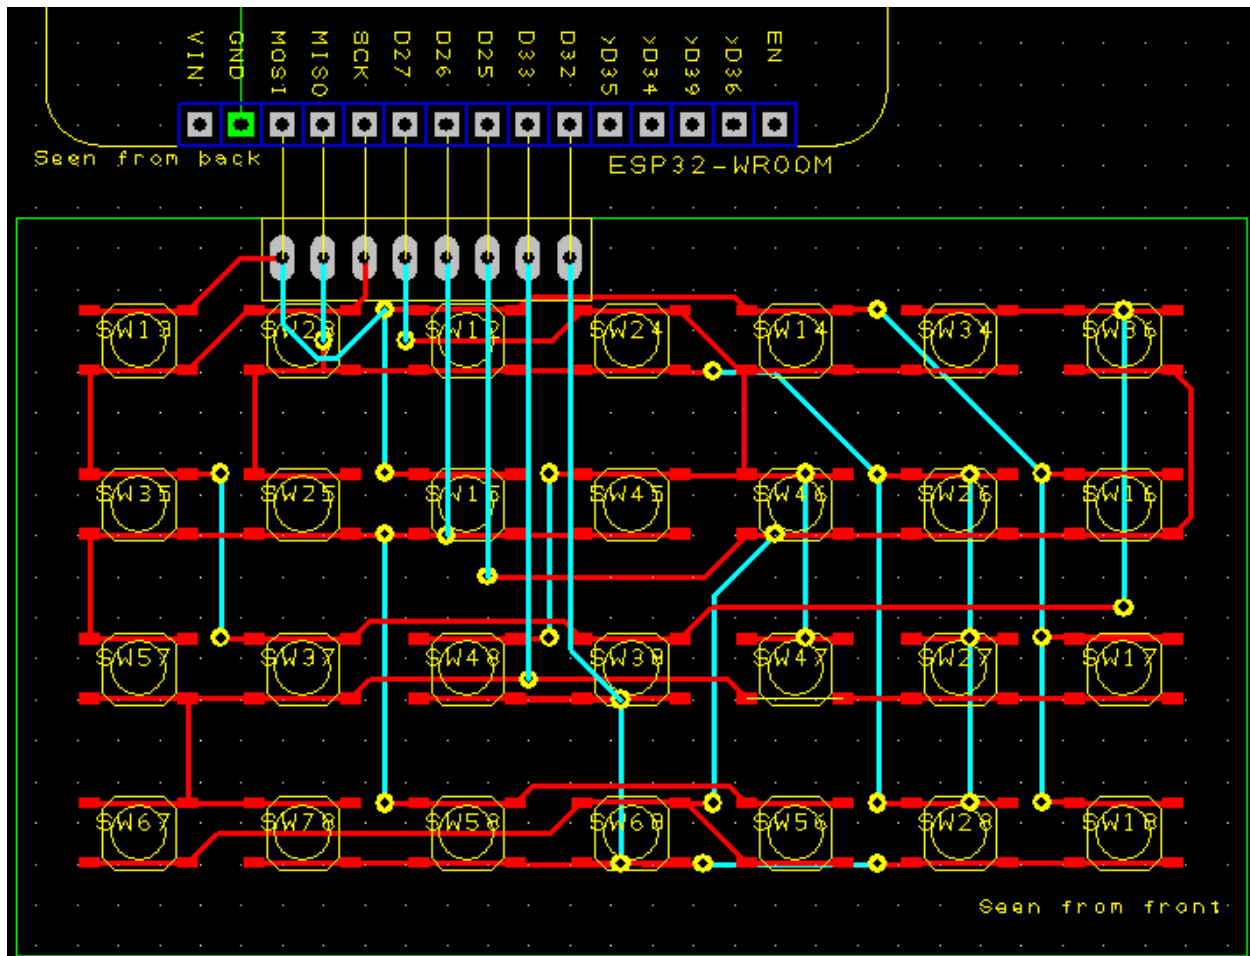 VIN GND MOSI MISO SCK D27 D26 D25 D33 D32 >D35 >D34 >D39 >D36 EN
Seen from back
ESP32-WROOM
SW13 SW23 SW12 SW24 SW14 SW34 SW36
SW35 SW25 SW15 SW45 SW46 SW26 SW16
SW57 SW37 SW48 SW38 SW47 SW27 SW17
SW67 SW78 SW58 SW68 SW56 SW28 SW18
Seen from front